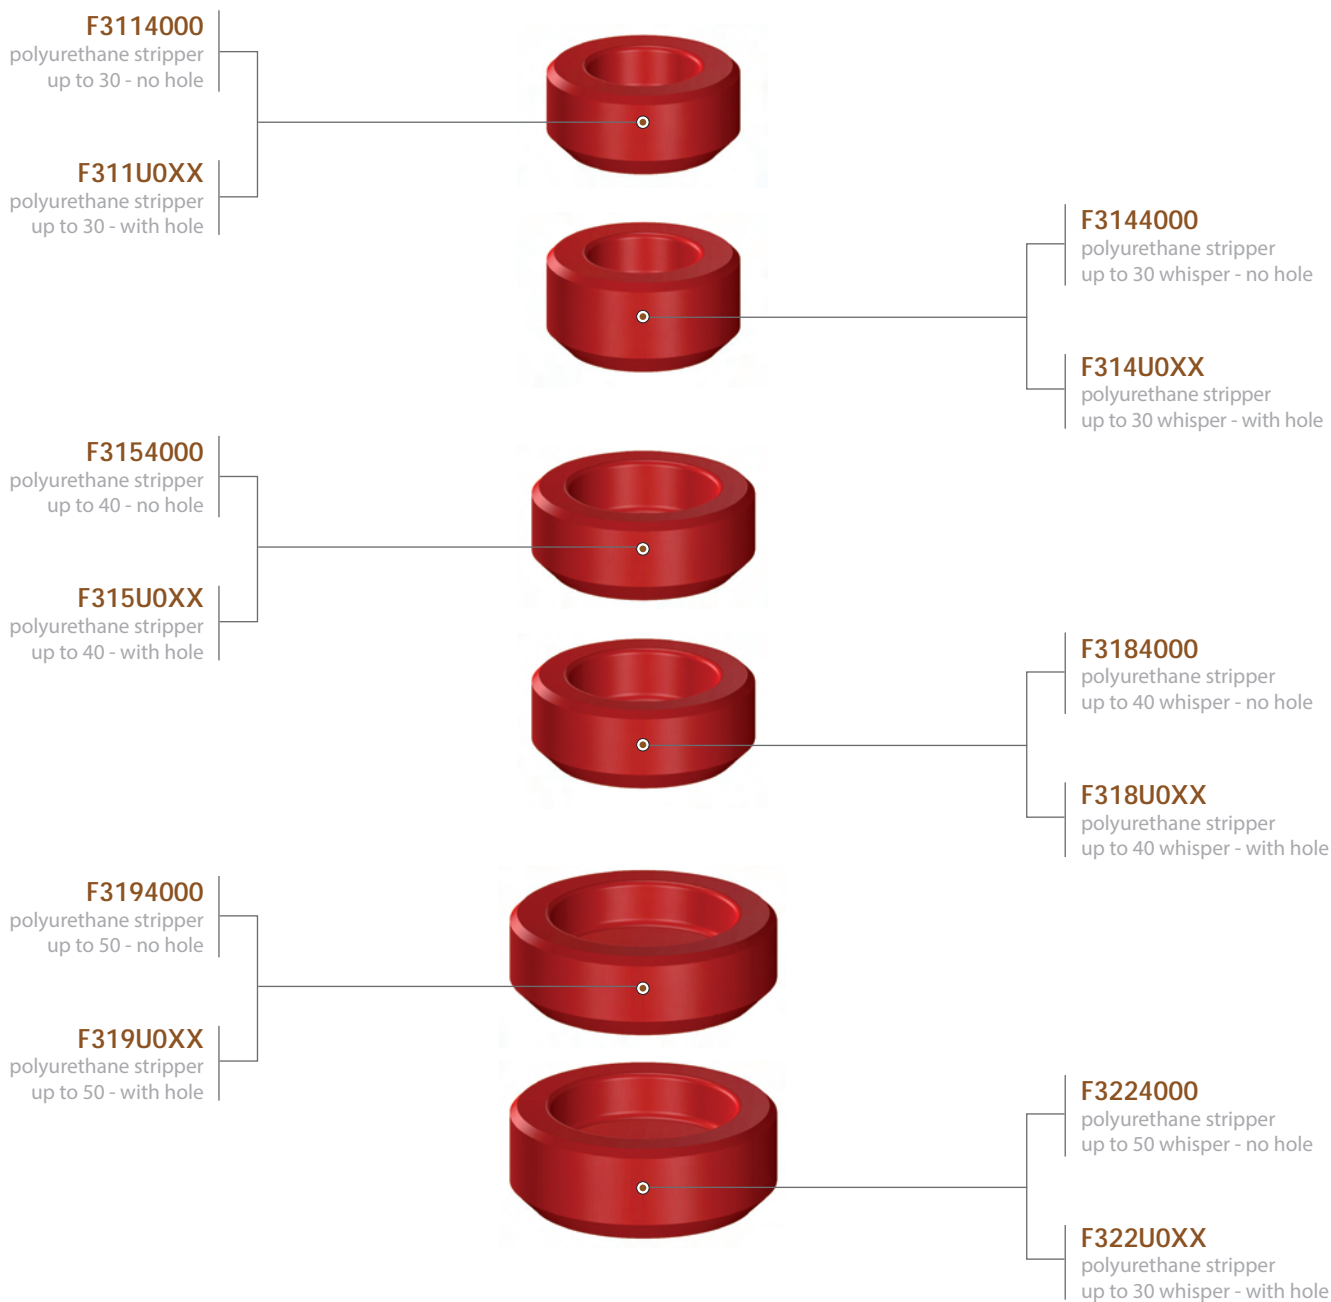 F3114000
polyurethane stripper
up to 30 - no hole
F311U0XX
polyurethane stripper
up to 30 - with hole
F3144000
polyurethane stripper
up to 30 whisper - no hole
F314U0XX
polyurethane stripper
up to 30 whisper - with hole
F3154000
polyurethane stripper
up to 40 - no hole
F315U0XX
polyurethane stripper
up to 40 - with hole
F3184000
polyurethane stripper
up to 40 whisper - no hole
F318U0XX
polyurethane stripper
up to 40 whisper - with hole
F3194000
polyurethane stripper
up to 50 - no hole
F319U0XX
polyurethane stripper
up to 50 - with hole
F3224000
polyurethane stripper
up to 50 whisper - no hole
F322U0XX
polyurethane stripper
up to 30 whisper - with hole